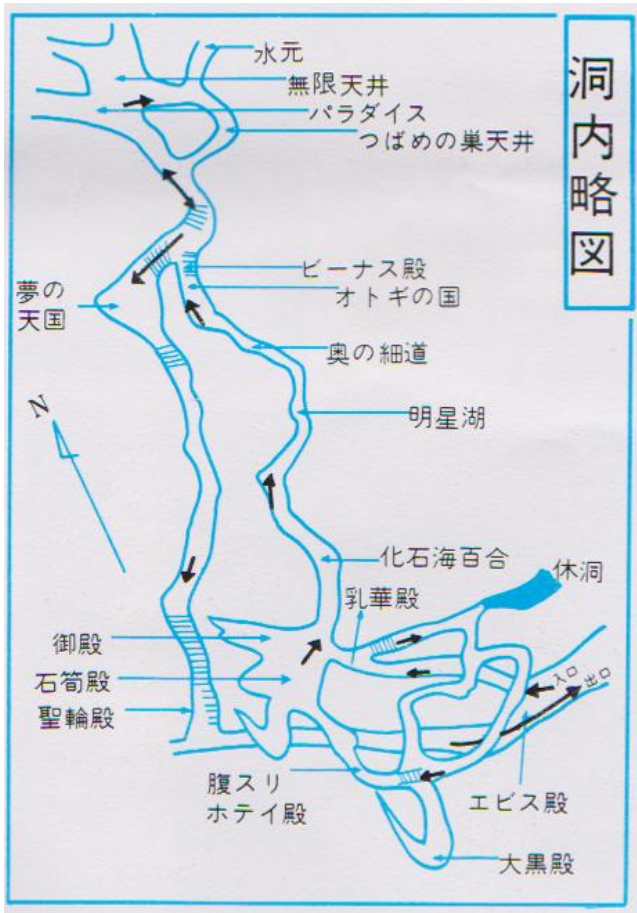 洞内略図
水元
無限天井
パラダイス
つばめの巣天井
ビーナス殿
オトギの国
夢の
天国
奥の細道
明星湖
N
化石海百合
休洞
乳華殿
御殿
石筍殿
聖輪殿
入口
出口
腹スリ
ホテイ殿
エビス殿
大黒殿